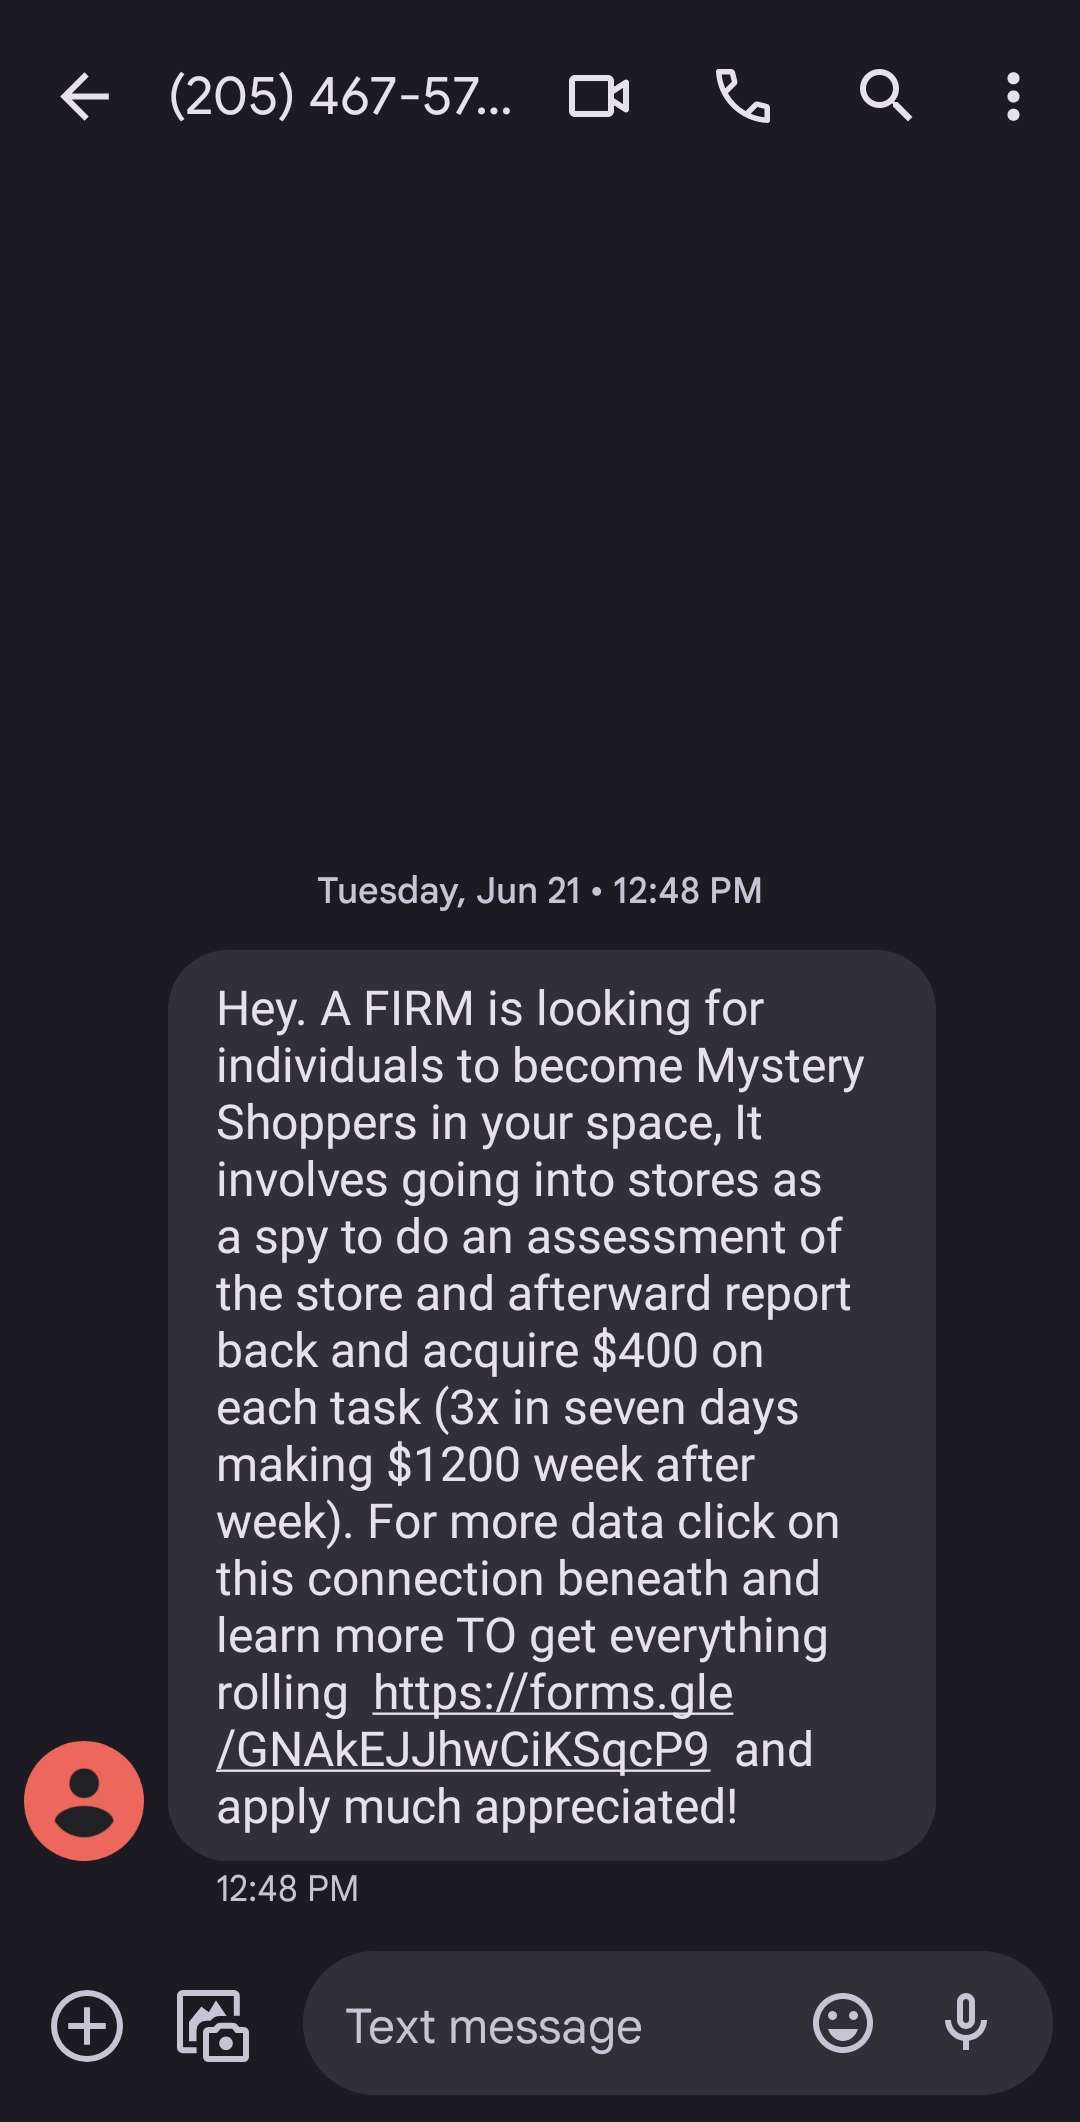 (205) 467-57...
Tuesday, Jun 21 • 12:48 PM
Hey. A FIRM is looking for
individuals to become Mystery
Shoppers in your space, It
involves going into stores as
a spy to do an assessment of
the store and afterward report
back and acquire $400 on
each task (3x in seven days
making $1200 week after
week). For more data click on
this connection beneath and
learn more TO get everything
rolling  https://forms.gle
/GNAkEJJhwCiKSqcP9  and
apply much appreciated!
12:48 PM
Text message